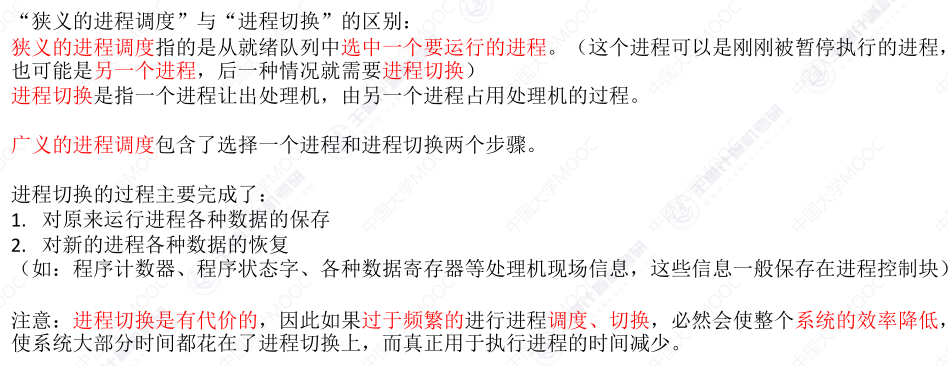 “狭义的进程调度”与“进程切换”的区别：
狭义的进程调度指的是从就绪队列中选中一个要运行的进程。（这个进程可以是刚刚被暂停执行的进程，
也可能是另一个进程，后一种情况就需要进程切换）
进程切换是指一个进程让出处理机，由另一个进程占用处理机的过程。
广义的进程调度包含了选择一个进程和进程切换两个步骤。
进程切换的过程主要完成了：
1. 对原来运行进程各种数据的保存
2. 对新的进程各种数据的恢复
（如：程序计数器、程序状态字、各种数据寄存器等处理机现场信息，这些信息一般保存在进程控制块）
注意：进程切换是有代价的，因此如果过于频繁的进行进程调度、切换，必然会使整个系统的效率降低，
使系统大部分时间都花在了进程切换上，而真正用于执行进程的时间减少。
中国大学MOOC
王道计算机考研